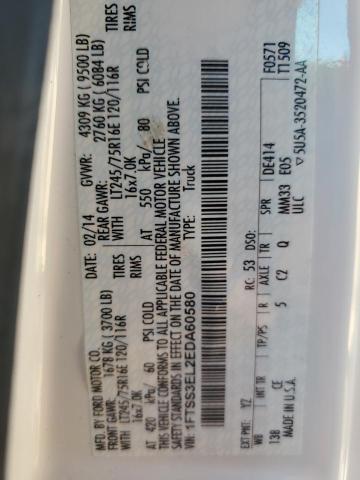 MFD. BY FORD MOTOR CO.
DATE: 02/14 GVWR: 4309 KG ( 9500 LB)
FRONT GAWR: 1678 KG ( 3700 LB) REAR GAWR: 2760 KG ( 6084 LB)
WITH LT245/75R16E 120/116R TIRES WITH LT245/75R16E 120/116R TIRES
16x7.0K RIMS 16x7.0K RIMS
AT 420 kPa/ 60 PSI COLD AT 550 kPa/ 80 PSI COLD
THIS VEHICLE CONFORMS TO ALL APPLICABLE FEDERAL MOTOR VEHICLE
SAFETY STANDARDS IN EFFECT ON THE DATE OF MANUFACTURE SHOWN ABOVE.
VIN: 1FTSS3EL2EDA60580 TYPE: Truck
F0571
T1509
EXT PNT: YZ RC: 53 DSO: DE414
WB INT TR TP/PS R AXLE TR SPR MM33 E05
138 CE 5 C2 Q ULC
MADE IN U.S.A. 5U5A-3520472-AA